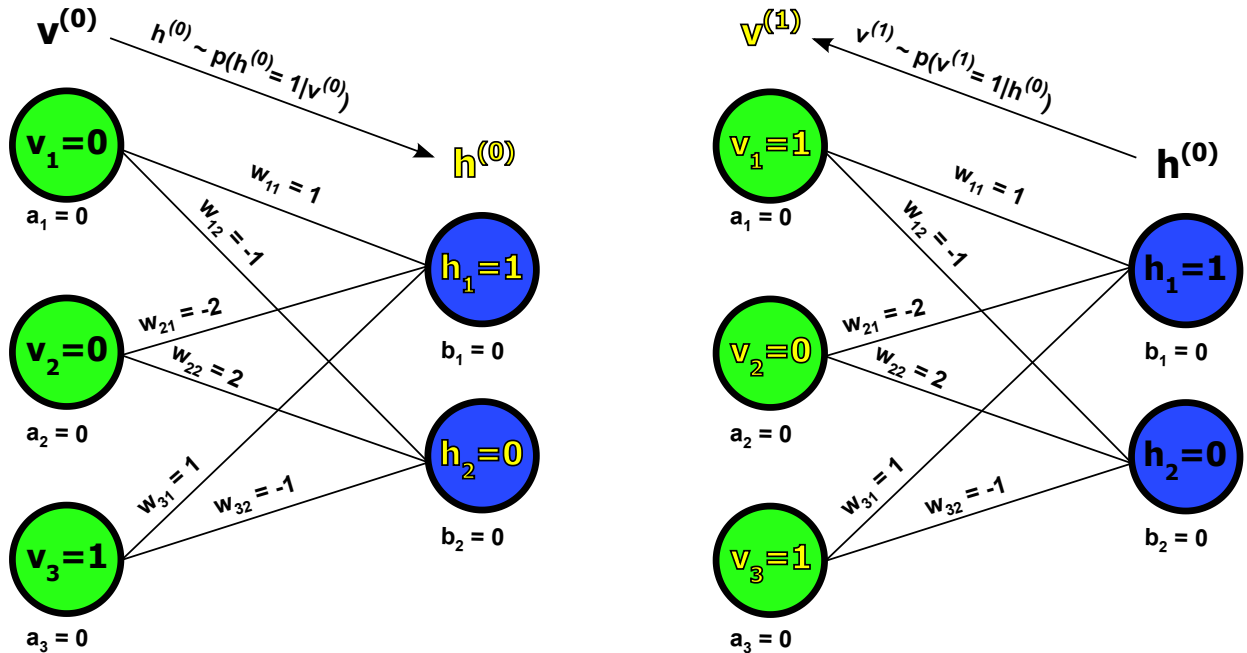 v(0)
h(0) ~ p(h(0)= 1|v(0))
h(0)
v1=0
a1 = 0
v2=0
a2 = 0
v3=1
a3 = 0
w11 = 1
w12 = -1
w21 = -2
w22 = 2
w31 = 1
w32 = -1
h1=1
b1 = 0
h2=0
b2 = 0
v(1)
v(1) ~ p(v(1)= 1|h(0))
h(0)
v1=1
a1 = 0
v2=0
a2 = 0
v3=1
a3 = 0
w11 = 1
w12 = -1
w21 = -2
w22 = 2
w31 = 1
w32 = -1
h1=1
b1 = 0
h2=0
b2 = 0